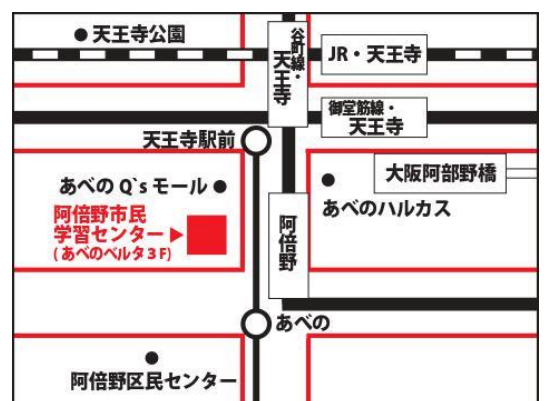 天王寺公園
谷町線・
天王寺
JR・天王寺
御堂筋線・
天王寺
天王寺駅前
大阪阿部野橋
あべのQ`sモール
あべのハルカス
阿倍野市民
学習センター▶
(あべのベルタ3F)
阿倍野
あべの
阿倍野区民センター